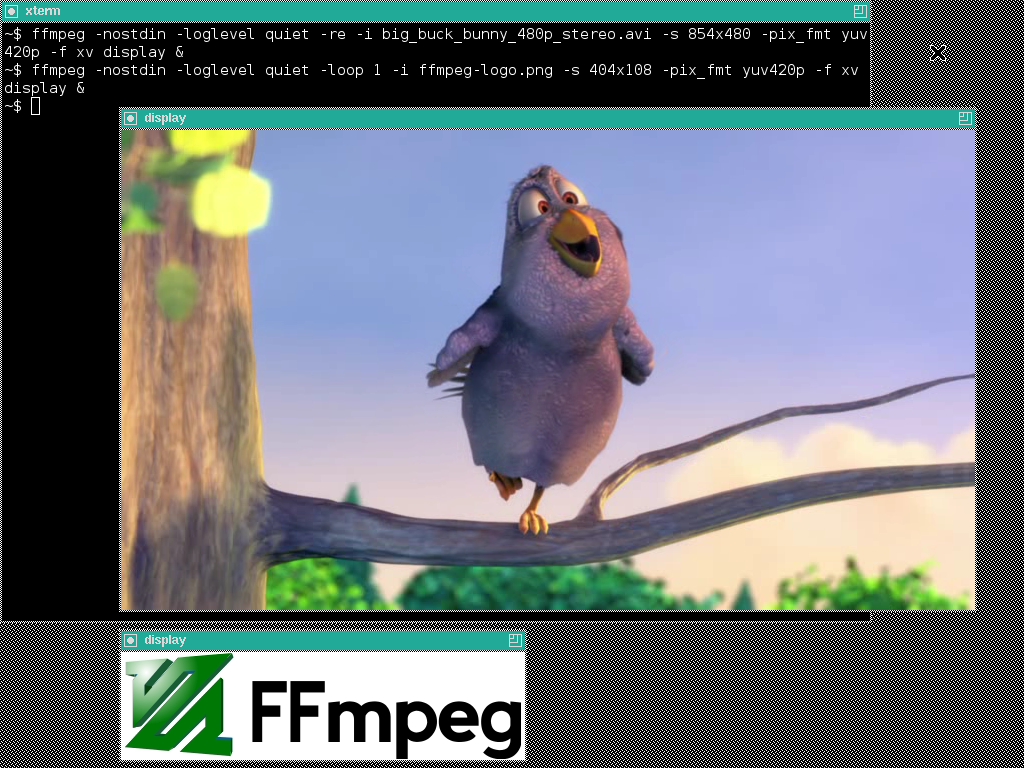 xterm
~$ ffmpeg -nostdin -loglevel quiet -re -i big_buck_bunny_480p_stereo.avi -s 854x480 -pix_fmt yuv
420p -f xv display &
~$ ffmpeg -nostdin -loglevel quiet -loop 1 -i ffmpeg-logo.png -s 404x108 -pix_fmt yuv420p -f xv
display &
~$
display
display
FFmpeg